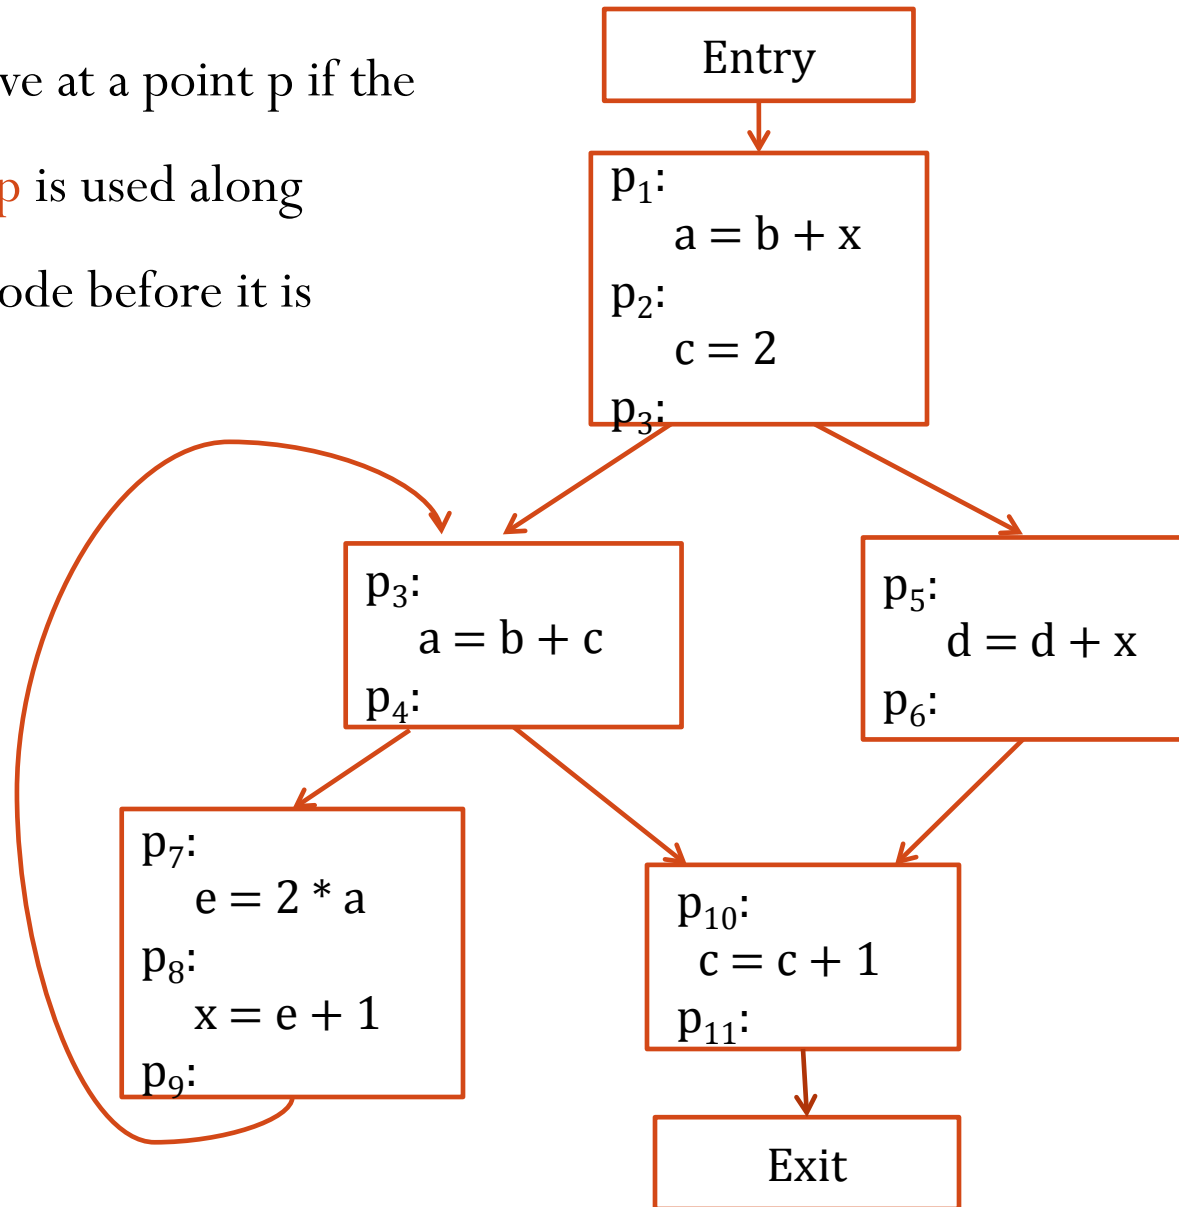 ve at a point p if the
p is used along
ode before it is
Entry
p₁:
a = b + x
p₂:
c = 2
p₃:
p₃:
a = b + c
p₄:
p₅:
d = d + x
p₆:
p₇:
e = 2 * a
p₈:
x = e + 1
p₉:
p₁₀:
c = c + 1
p₁₁:
Exit